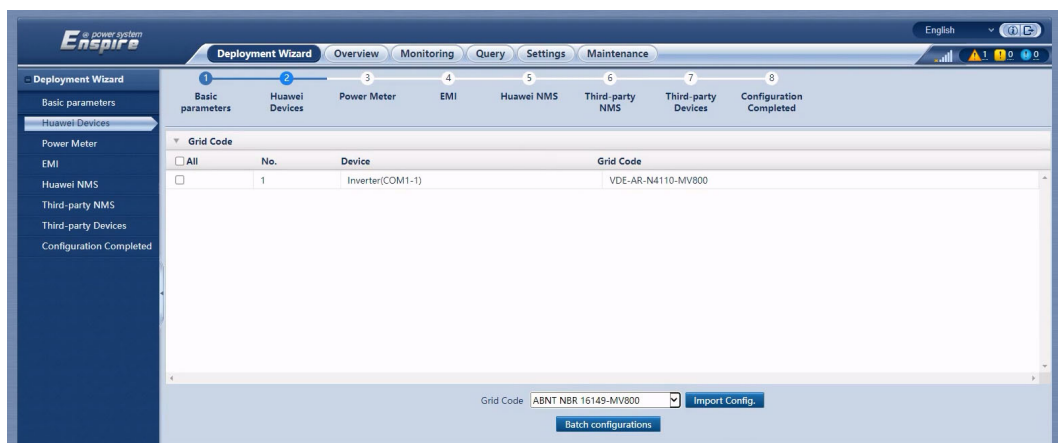 Enspire
@ power system
English
Deployment Wizard Overview Monitoring Query Settings Maintenance
1 0 0
Deployment Wizard
Basic parameters
Huawei Devices
Power Meter
EMI
Huawei NMS
Third-party NMS
Third-party Devices
Configuration Completed
1 2 3 4 5 6 7 8
Basic parameters
Huawei Devices
Power Meter
EMI
Huawei NMS
Third-party NMS
Third-party Devices
Configuration Completed
Grid Code
All No. Device Grid Code
1 Inverter(COM1-1) VDE-AR-N4110-MV800
Grid Code ABNT NBR 16149-MV800 Import Config.
Batch configurations